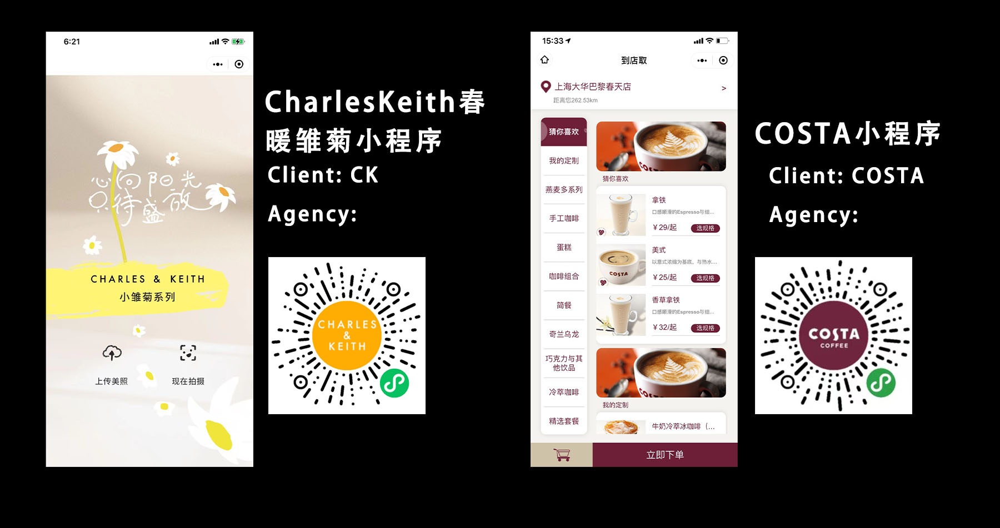 6:21
心向阳光
只待盛放
CHARLES & KEITH
小雏菊系列
上传美照
现在拍摄
CharlesKeith春
暖雏菊小程序
Client: CK
Agency:
CHARLES
&
KEITH
15:33
到店取
上海大华巴黎春天店
>
距离您262.53km
猜你喜欢
我的定制
燕麦多系列
手工咖啡
蛋糕
咖啡组合
简餐
奇兰乌龙
巧克力与其
他饮品
冷萃咖啡
精选套餐
COSTA
猜你喜欢
拿铁
口感顺滑的Espresso与细...
￥29/起
选规格
COSTA
美式
以意式浓缩为基底，与热水...
￥25/起
选规格
香草拿铁
口感顺滑的Espresso与细...
￥32/起
选规格
COSTA
我的定制
牛奶冷萃冰咖啡（...
立即下单
COSTA小程序
Client: COSTA
Agency:
COSTA
COFFEE